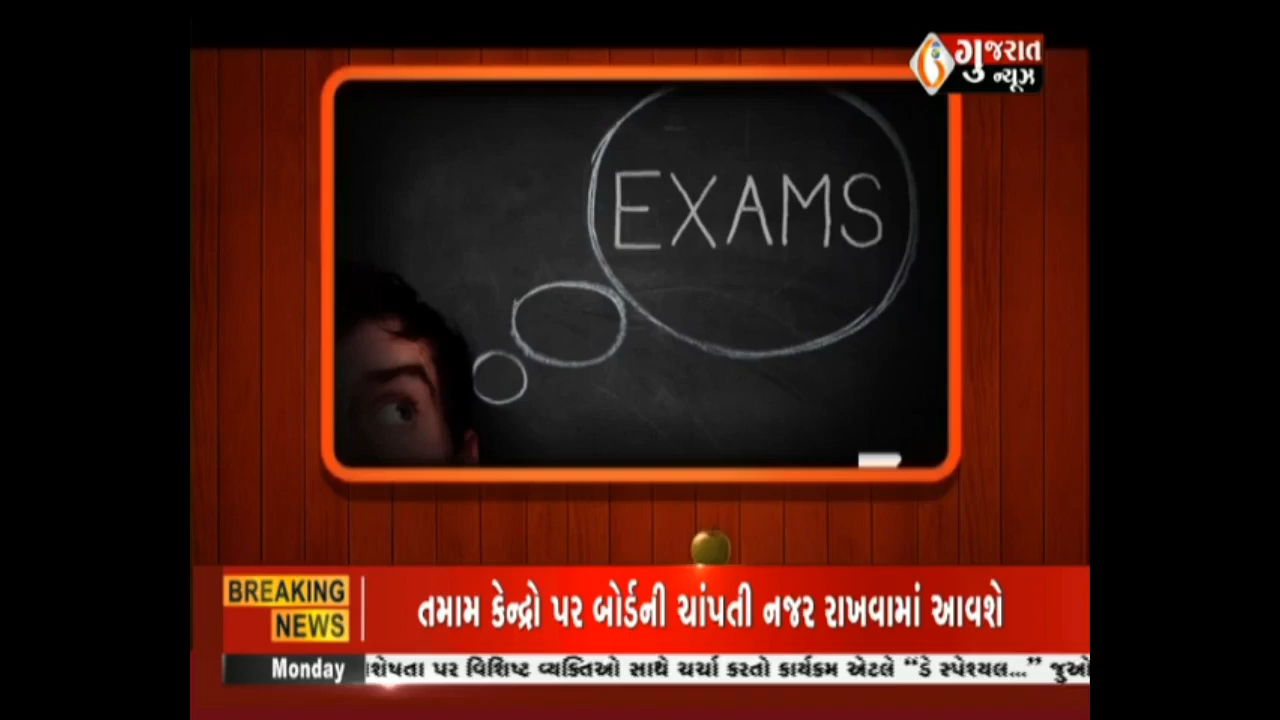 ગુજરાત
ન્યૂઝ
EXAMS
BREAKING
NEWS
તમામ કેન્દ્રો પર બોર્ડની ચાંપતી નજર રાખવામાં આવશે
Monday
પર વિશિષ્ટ વ્યક્તિઓ સાથે ચર્ચા કરતો કાર્યક્રમ એટલે “ડે સ્પેશ્યલ...” જુઓ